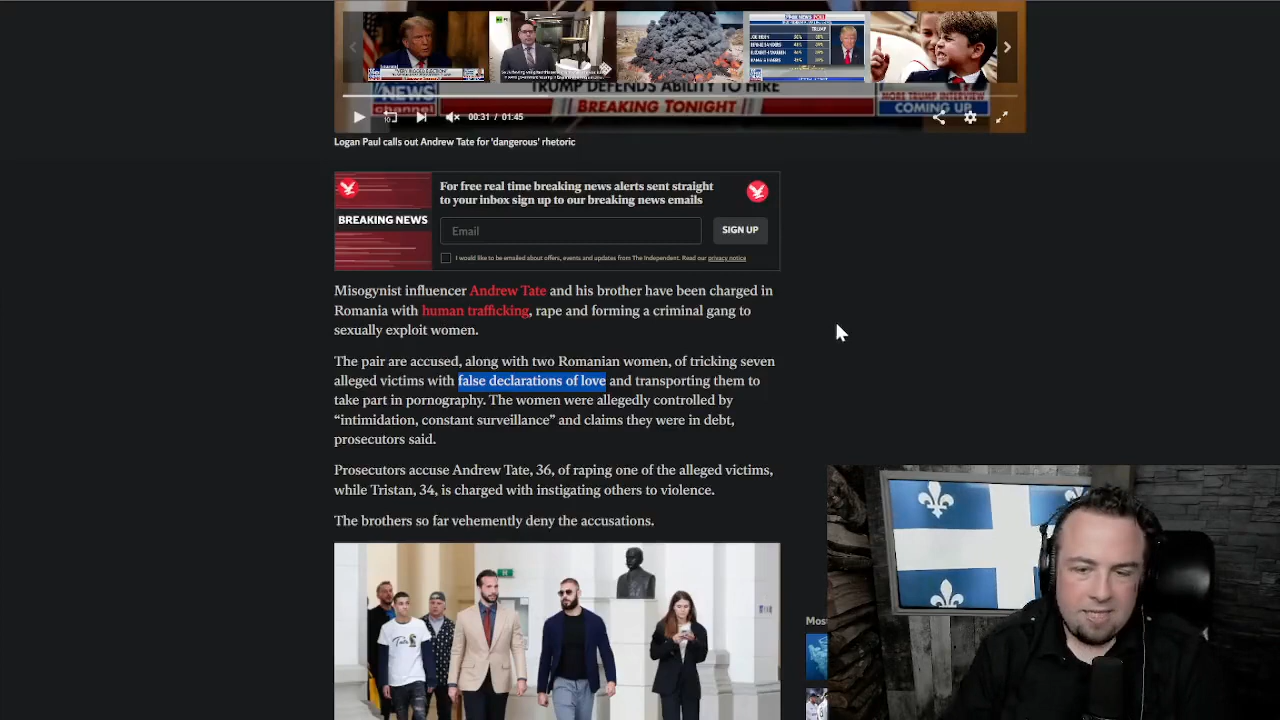 TRUMP DEFENDS ABILITY TO HIRE
NEWS
channel
BREAKING TONIGHT
MORE TRUMP INTERVIEW
COMING UP
00:31 / 01:45
Logan Paul calls out Andrew Tate for 'dangerous' rhetoric
BREAKING NEWS
For free real time breaking news alerts sent straight
to your inbox sign up to our breaking news emails
Email
SIGN UP
I would like to be emailed about offers, events and updates from The Independent. Read our privacy notice
Misogynist influencer Andrew Tate and his brother have been charged in
Romania with human trafficking, rape and forming a criminal gang to
sexually exploit women.
The pair are accused, along with two Romanian women, of tricking seven
alleged victims with false declarations of love and transporting them to
take part in pornography. The women were allegedly controlled by
“intimidation, constant surveillance” and claims they were in debt,
prosecutors said.
Prosecutors accuse Andrew Tate, 36, of raping one of the alleged victims,
while Tristan, 34, is charged with instigating others to violence.
The brothers so far vehemently deny the accusations.
Most